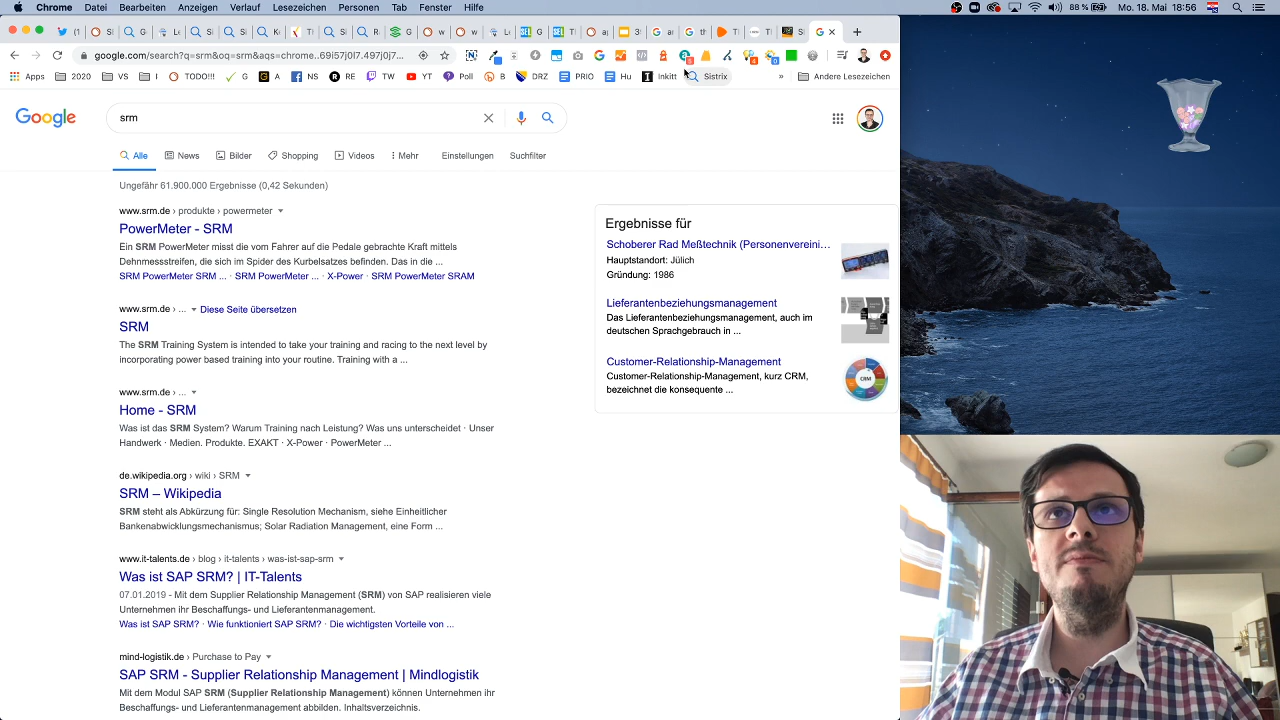 Chrome Datei Bearbeiten Anzeigen Verlauf Lesezeichen Personen Tab Fenster Hilfe 88 % Mo. 18. Mai 18:56
google.com/search?q=srm&oq=srm&aqs=chrome..69i57j0l7.497j0j7...
Apps 2020 VS I TODO!!! G A NS RE TW YT Poll B DRZ PRIO Hu Inkitt Sistrix » Andere Lesezeichen
Google srm
Alle News Bilder Shopping Videos Mehr Einstellungen Suchfilter
Ungefähr 61.900.000 Ergebnisse (0,42 Sekunden)
www.srm.de › produkte › powermeter
PowerMeter - SRM
Ein SRM PowerMeter misst die vom Fahrer auf die Pedale gebrachte Kraft mittels
Dehnmessstreifen, die sich im Spider des Kurbelsatzes befinden. Das in die ...
SRM PowerMeter SRM ... · SRM PowerMeter ... · X-Power · SRM PowerMeter SRAM
www.srm.de › ... Diese Seite übersetzen
SRM
The SRM Training System is intended to take your training and racing to the next level by
incorporating power based training into your routine. Training with a ...
www.srm.de › ...
Home - SRM
Was ist das SRM System? Warum Training nach Leistung? Was uns unterscheidet · Unser
Handwerk · Medien. Produkte. EXAKT · X-Power · PowerMeter ...
de.wikipedia.org › wiki › SRM
SRM – Wikipedia
SRM steht als Abkürzung für: Single Resolution Mechanism, siehe Einheitlicher
Bankenabwicklungsmechanismus; Solar Radiation Management, eine Form ...
www.it-talents.de › blog › it-talents › was-ist-sap-srm
Was ist SAP SRM? | IT-Talents
07.01.2019 - Mit dem Supplier Relationship Management (SRM) von SAP realisieren viele
Unternehmen ihr Beschaffungs- und Lieferantenmanagement.
Was ist SAP SRM? · Wie funktioniert SAP SRM? · Die wichtigsten Vorteile von ...
mind-logistik.de › Purchase to Pay
SAP SRM - Supplier Relationship Management | Mindlogistik
Mit dem Modul SAP SRM (Supplier Relationship Management) können Unternehmen ihr
Beschaffungs- und Lieferantenmanagement abbilden. Inhaltsverzeichnis.
Ergebnisse für
Schoberer Rad Meßtechnik (Personenvereini...
Hauptstandort: Jülich
Gründung: 1986
Lieferantenbeziehungsmanagement
Das Lieferantenbeziehungsmanagement, auch im
deutschen Sprachgebrauch in ...
Customer-Relationship-Management
Customer-Relationship-Management, kurz CRM,
bezeichnet die konsequente ...
CRM